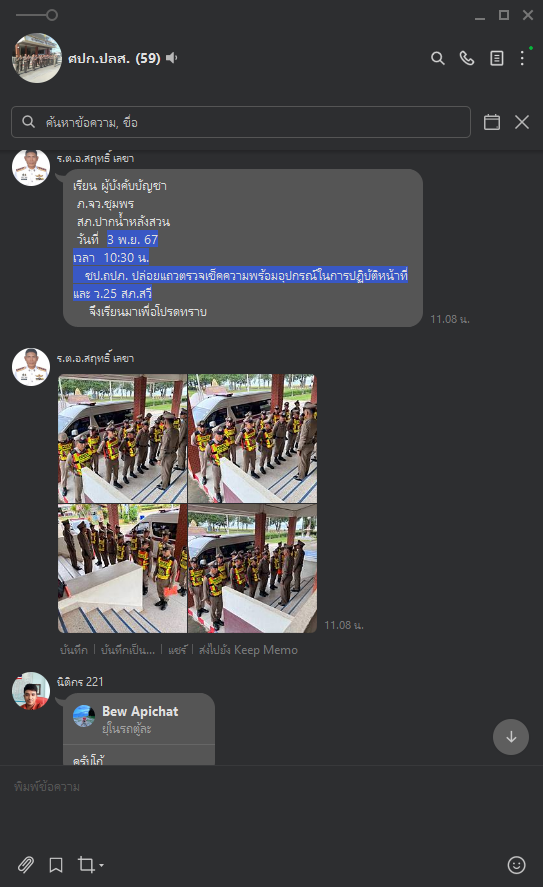 ศปก.ปลส. (59)
ค้นหาข้อความ, ชื่อ
ร.ต.อ.สฤทธิ์ เลขา
เรียน ผู้บังคับบัญชา
ภ.จว.ชุมพร
สภ.ปากน้ำหลังสวน
วันที่ 3 พ.ย. 67
เวลา 10:30 น.
ชป.ถปภ. ปล่อยแถวตรวจเช็คความพร้อมอุปกรณ์ในการปฏิบัติหน้าที่
และ ว.25 สภ.สวี
จึงเรียนมาเพื่อโปรดทราบ
11.08 น.
ร.ต.อ.สฤทธิ์ เลขา
11.08 น.
บันทึก | บันทึกเป็น... | แชร์ | ส่งไปยัง Keep Memo
นิติกร 221
Bew Apichat
ยุในรถตู้ละ
ครับโก้
พิมพ์ข้อความ